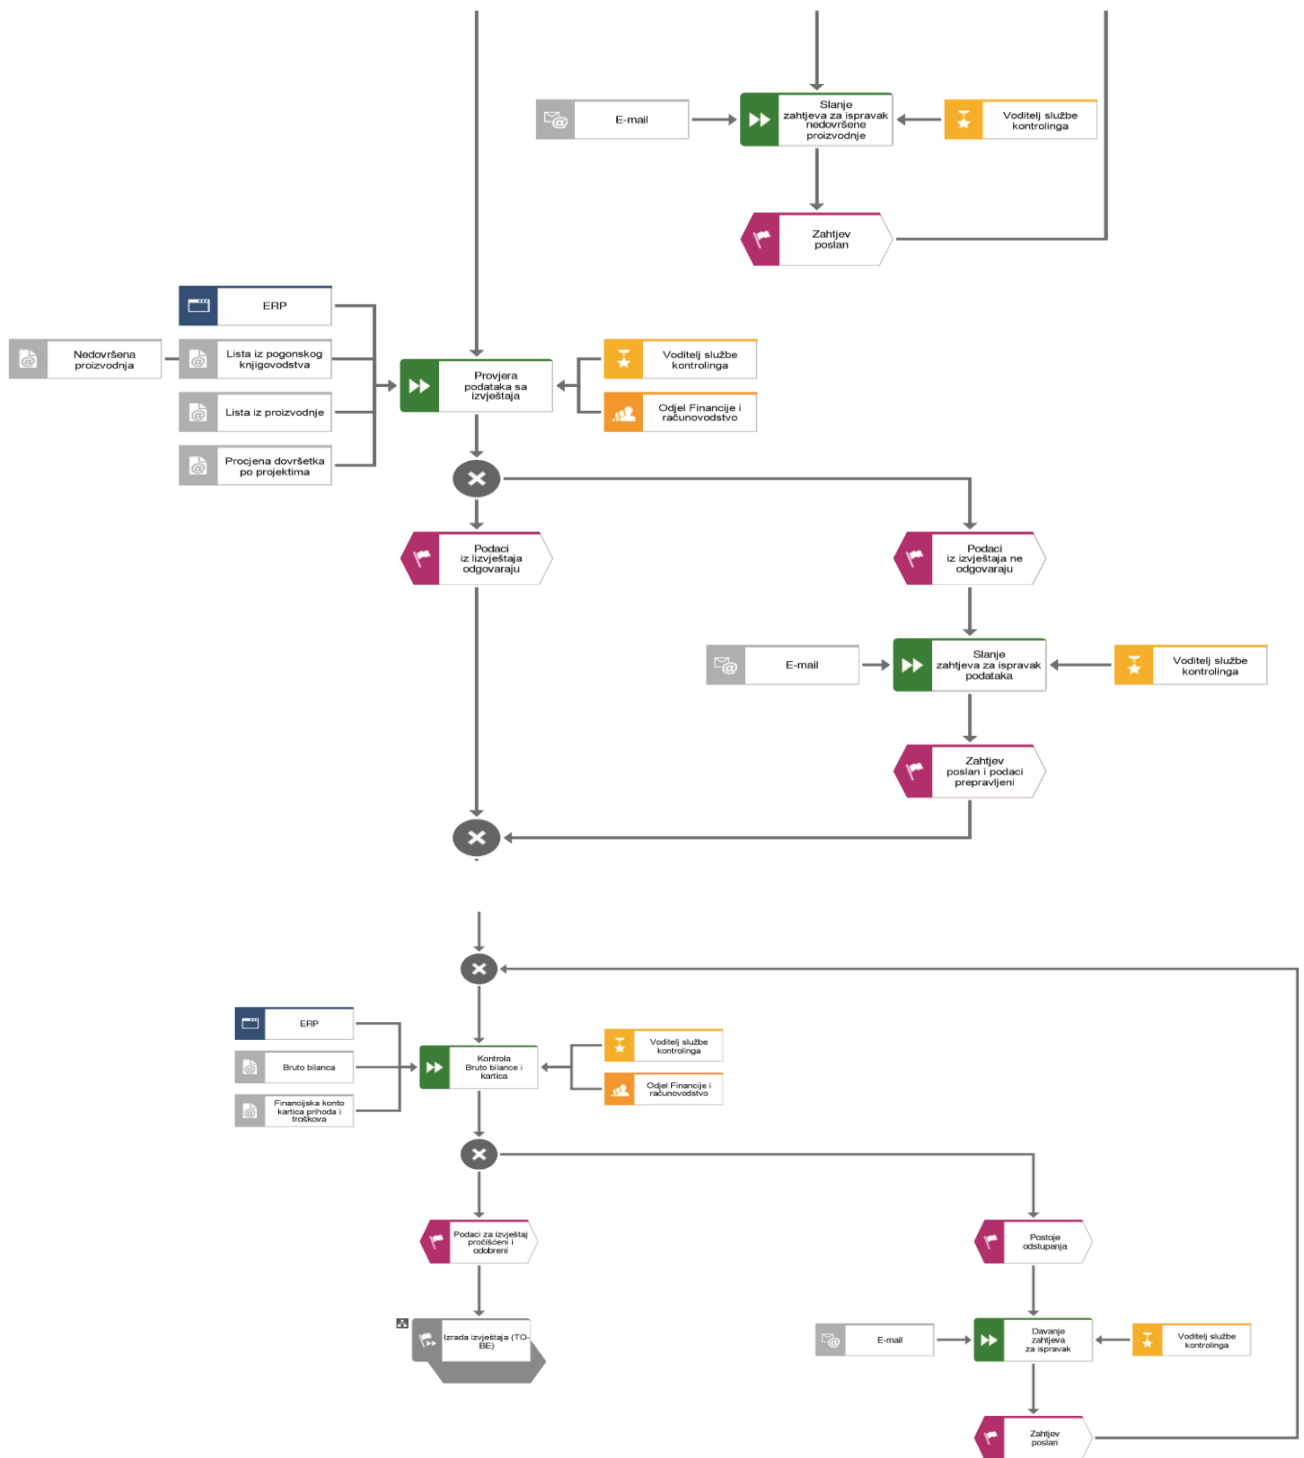 E-mail
Slanje
zahtjeva za ispravak
nedovršene
proizvodnje
Voditelj službe
kontrolinga
Zahtjev
poslan
ERP
Nedovršena
proizvodnja
Lista iz pogonskog
knjigovodstva
Lista iz proizvodnje
Procjena dovršetka
po projektima
Provjera
podataka sa
izvještaja
Voditelj službe
kontrolinga
Odjel Financije i
računovodstvo
Podaci
iz lizvještaja
odgovaraju
Podaci
iz izvještaja ne
odgovaraju
E-mail
Slanje
zahtjeva za ispravak
podataka
Voditelj službe
kontrolinga
Zahtjev
poslan i podaci
prepravljeni
ERP
Bruto bilanca
Financijska konto
kartica prihoda i
troškova
Kontrola
Bruto bilance i
kartica
Voditelj službe
kontrolinga
Odjel Financije i
računovodstvo
Podaci za izvještaj
pročišćeni i
odobreni
Postoje
odstupanja
Izrada izvještaja (TO-
BE)
E-mail
Davanje
zahtjeva
za ispravak
Voditelj službe
kontrolinga
Zahtjev
poslan